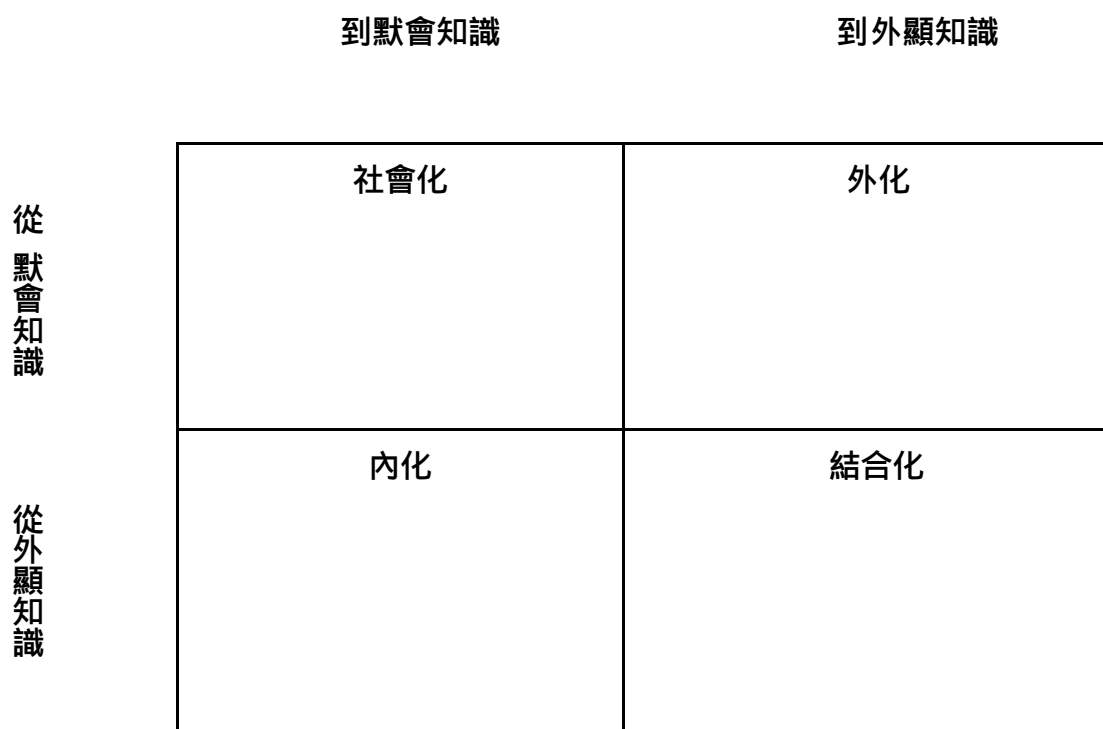 到默會知識 到外顯知識
社會化 外化
從 默會知識
內化 結合化
從外顯知識